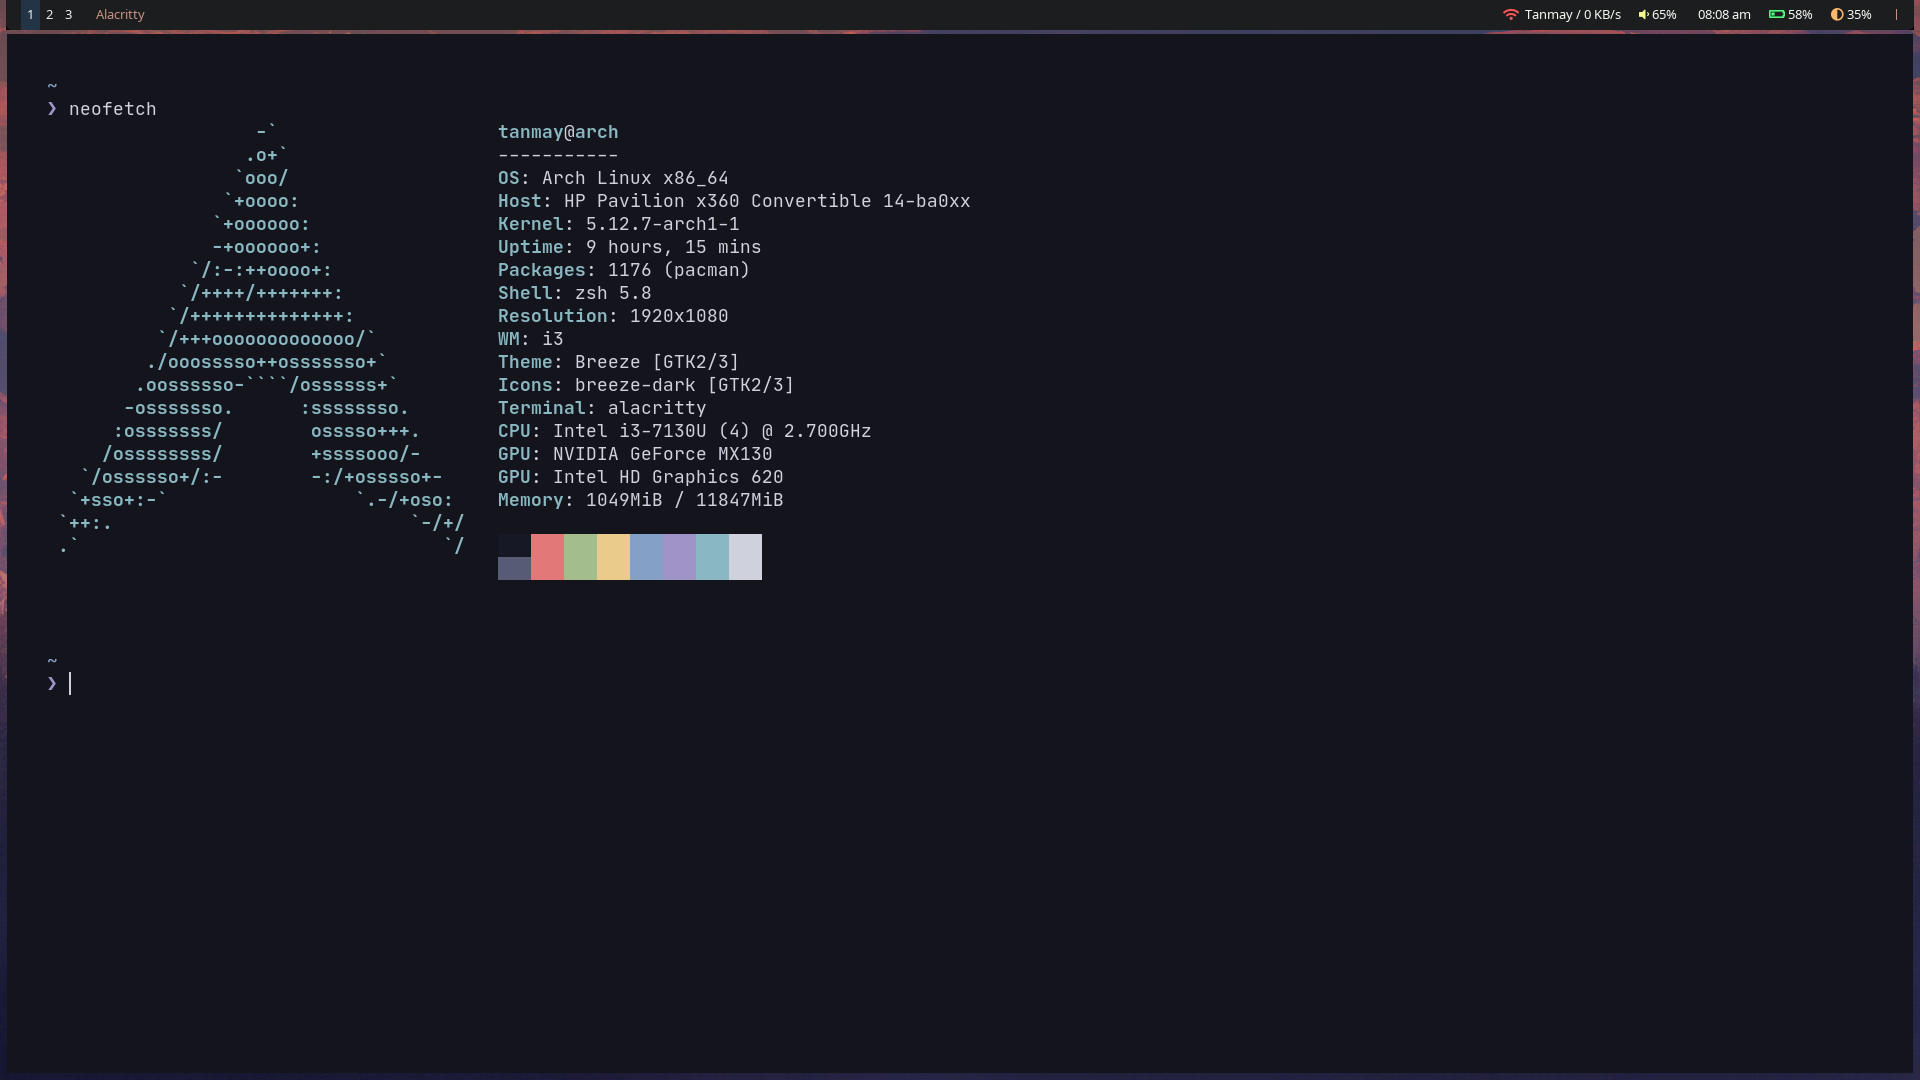 1 2 3 Alacritty Tanmay / 0 KB/s 65% 08:08 am 58% 35% |
~
❯ neofetch
                   -`                    tanmay@arch
                  .o+`                   -----------
                 `ooo/                   OS: Arch Linux x86_64
                `+oooo:                  Host: HP Pavilion x360 Convertible 14-ba0xx
               `+oooooo:                 Kernel: 5.12.7-arch1-1
               -+oooooo+:                Uptime: 9 hours, 15 mins
             `/:-:++oooo+:               Packages: 1176 (pacman)
            `/++++/+++++++:              Shell: zsh 5.8
           `/++++++++++++++:             Resolution: 1920x1080
          `/+++ooooooooooooo/`           WM: i3
         ./ooosssso++osssssso+`          Theme: Breeze [GTK2/3]
        .oossssso-````/ossssss+`         Icons: breeze-dark [GTK2/3]
       -osssssso.      :ssssssso.        Terminal: alacritty
      :osssssss/        osssso+++.       CPU: Intel i3-7130U (4) @ 2.700GHz
     /ossssssss/        +ssssooo/-       GPU: NVIDIA GeForce MX130
   `/ossssso+/:-        -:/+osssso+-     GPU: Intel HD Graphics 620
  `+sso+:-`                 `.-/+oso:    Memory: 1049MiB / 11847MiB
 `++:.                           `-/+/
 .`                                 `/
~
❯